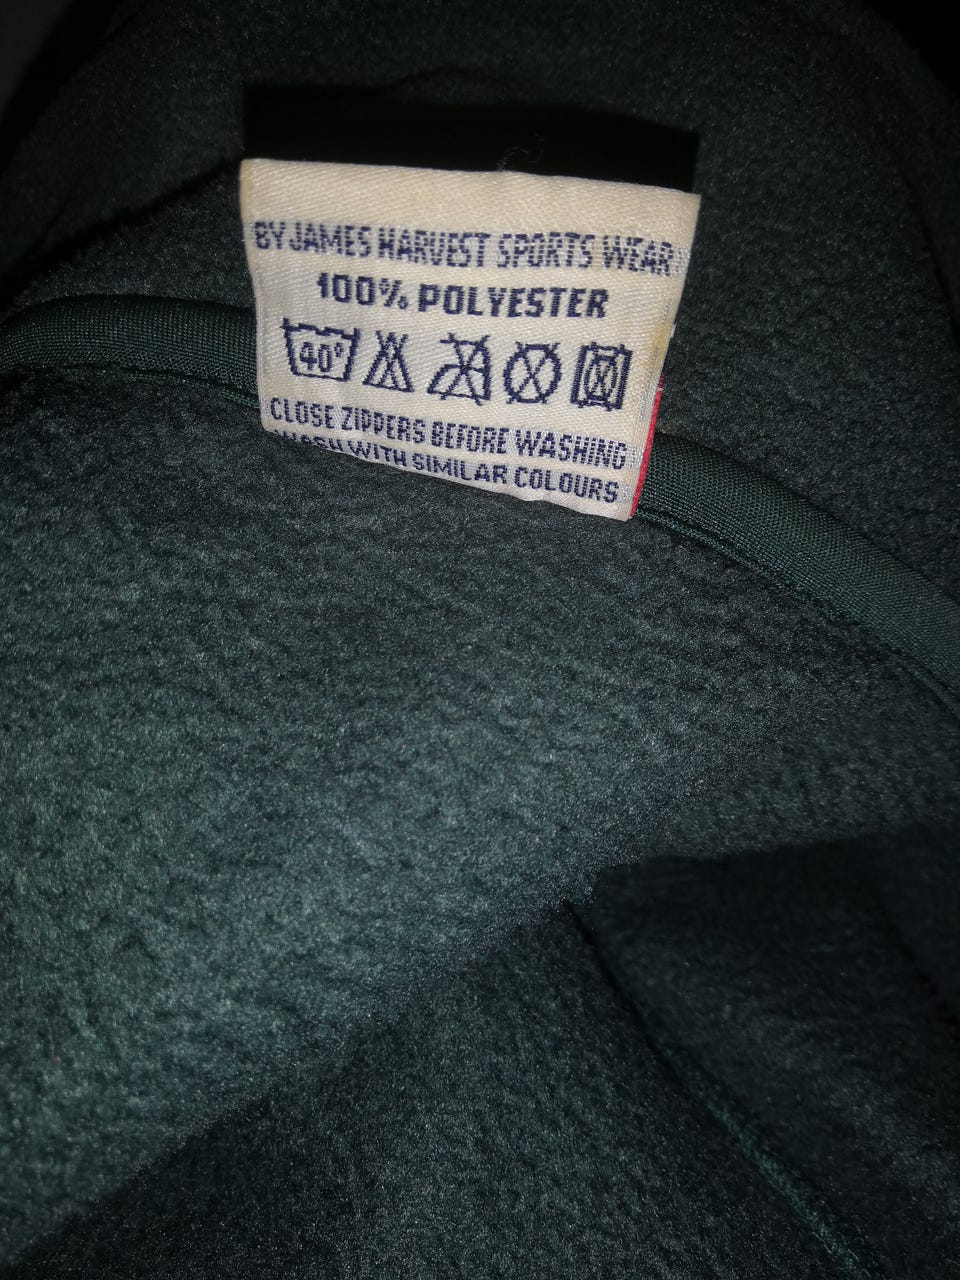 BY JAMES HARVEST SPORTS WEAR
100% POLYESTER
40°
CLOSE ZIPPERS BEFORE WASHING
WASH WITH SIMILAR COLOURS